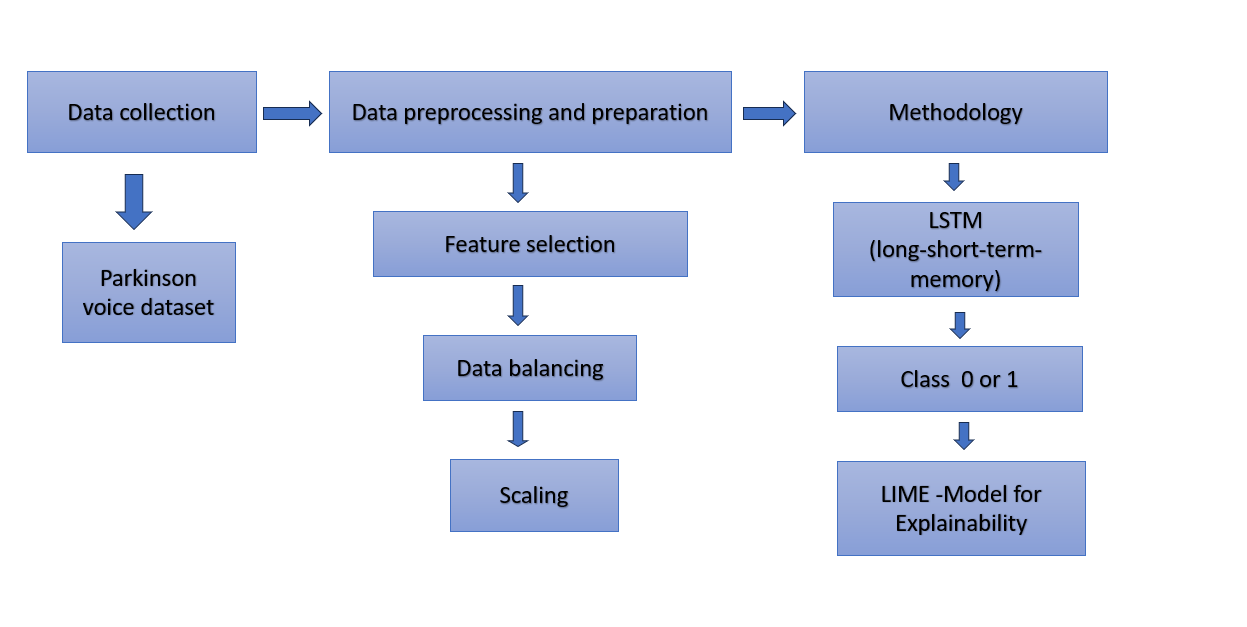 Data collection
Data preprocessing and preparation
Methodology
Parkinson
voice dataset
Feature selection
Data balancing
Scaling
LSTM
(long-short-term-
memory)
Class  0 or 1
LIME -Model for
Explainability